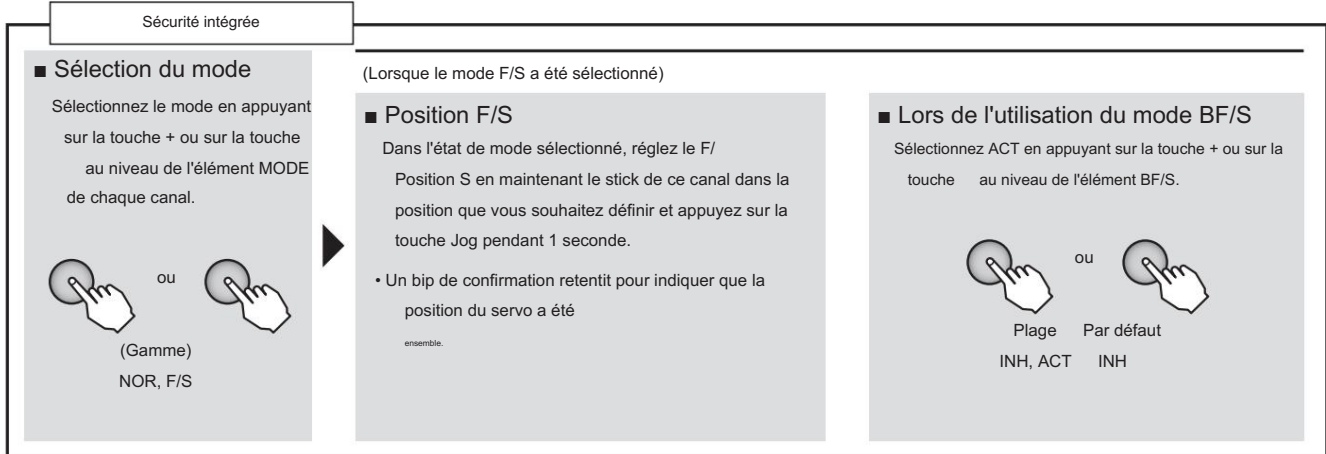 Sécurité intégrée
■ Sélection du mode
Sélectionnez le mode en appuyant
sur la touche + ou sur la touche
au niveau de l'élément MODE
de chaque canal.
ou
(Gamme)
NOR, F/S
(Lorsque le mode F/S a été sélectionné)
■ Position F/S
Dans l'état de mode sélectionné, réglez le F/
Position S en maintenant le stick de ce canal dans la
position que vous souhaitez définir et appuyez sur la
touche Jog pendant 1 seconde.
• Un bip de confirmation retentit pour indiquer que la
position du servo a été
ensemble.
■ Lors de l'utilisation du mode BF/S
Sélectionnez ACT en appuyant sur la touche + ou sur la
touche au niveau de l'élément BF/S.
ou
Plage Par défaut
INH, ACT INH